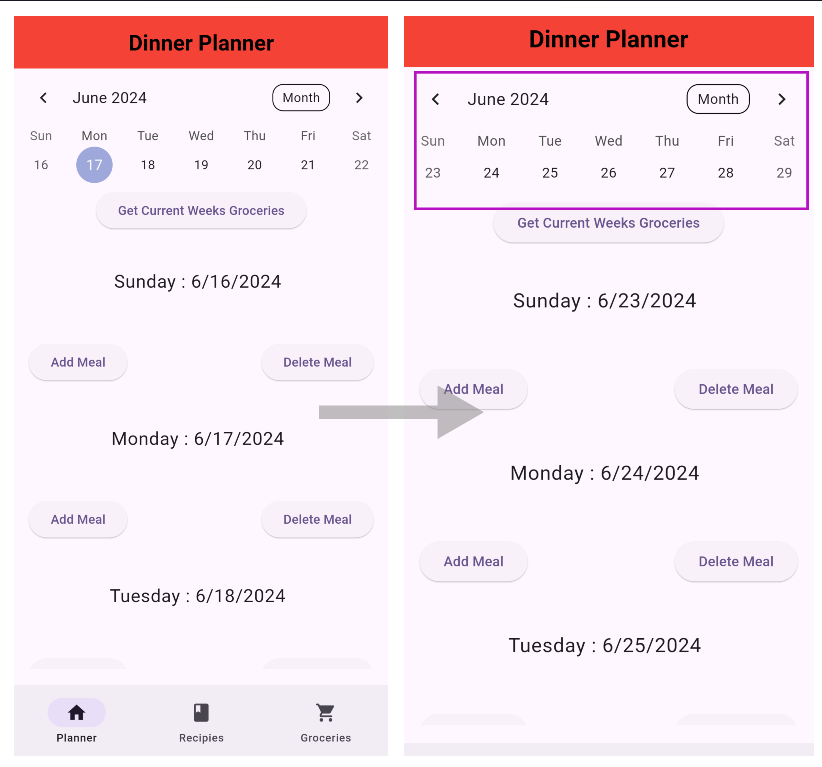 Dinner Planner
June 2024 Month
Sun Mon Tue Wed Thu Fri Sat
16 17 18 19 20 21 22
Get Current Weeks Groceries
Sunday : 6/16/2024
Add Meal Delete Meal
Monday : 6/17/2024
Add Meal Delete Meal
Tuesday : 6/18/2024
Planner Recipies Groceries
Dinner Planner
June 2024 Month
Sun Mon Tue Wed Thu Fri Sat
23 24 25 26 27 28 29
Get Current Weeks Groceries
Sunday : 6/23/2024
Add Meal Delete Meal
Monday : 6/24/2024
Add Meal Delete Meal
Tuesday : 6/25/2024